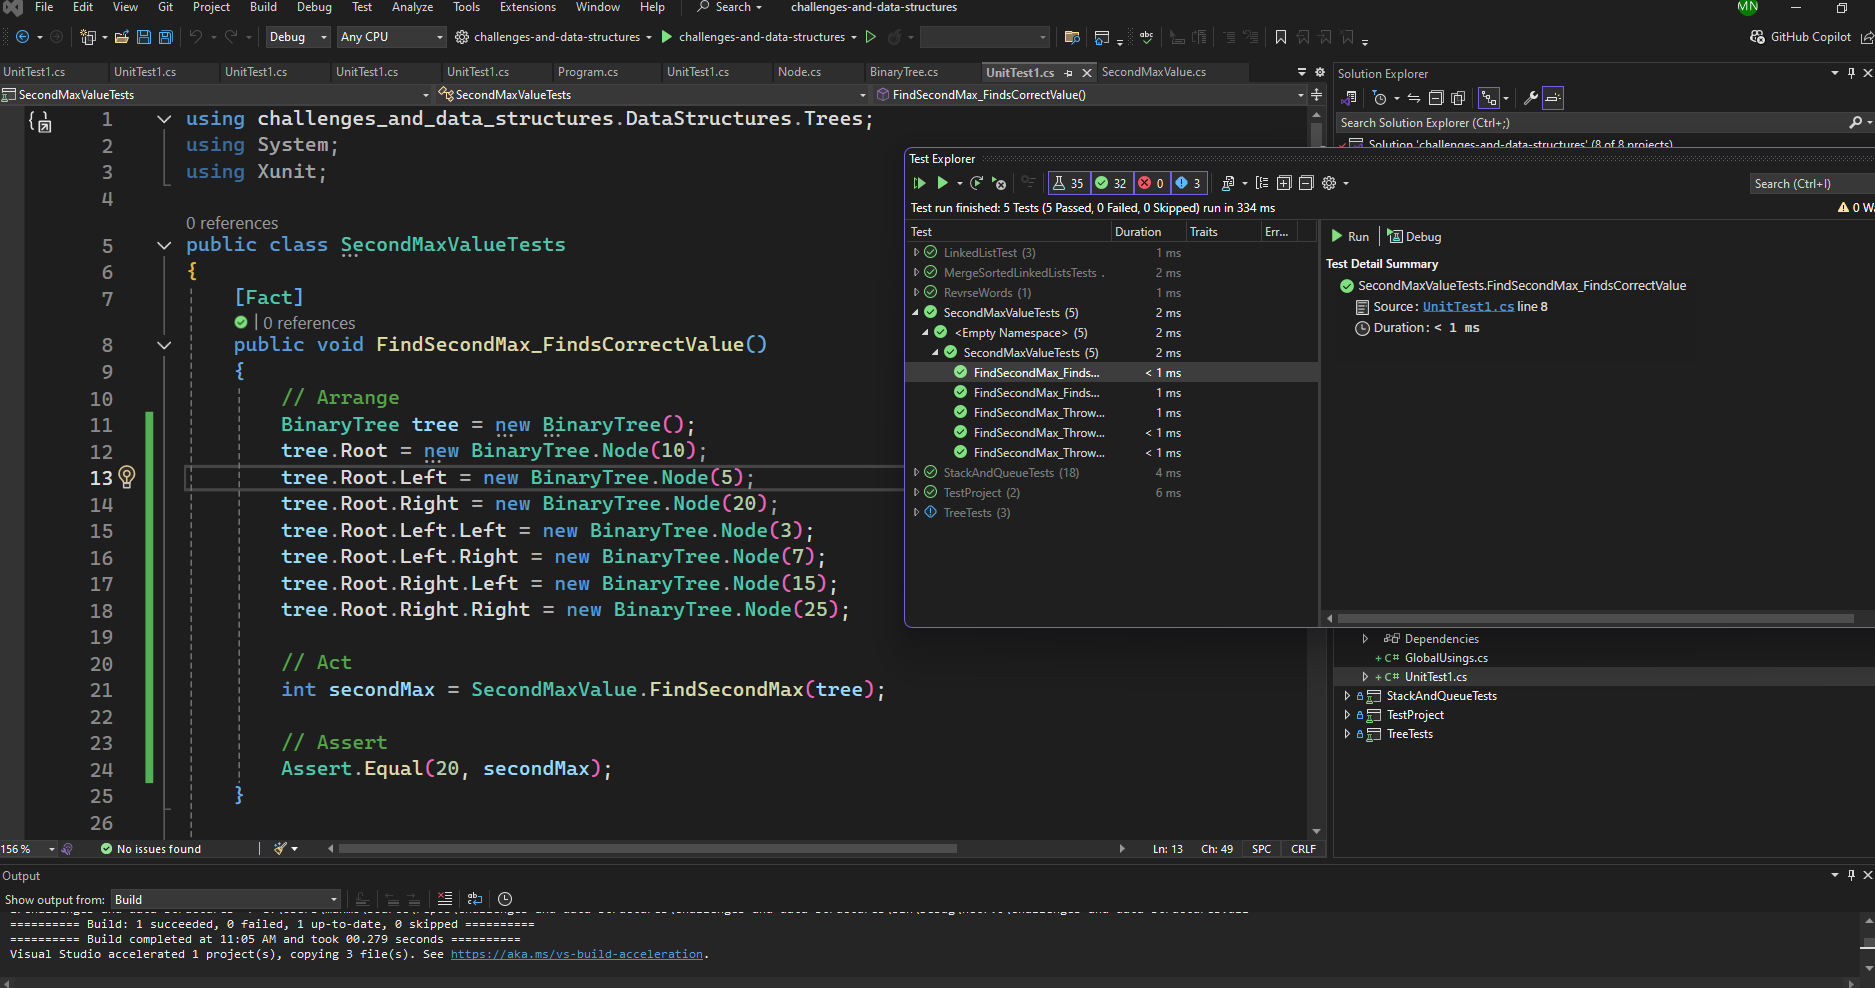 File Edit View Git Project Build Debug Test Analyze Tools Extensions Window Help Search challenges-and-data-structures MN
Debug Any CPU challenges-and-data-structures challenges-and-data-structures GitHub Copilot
UnitTest1.cs UnitTest1.cs UnitTest1.cs UnitTest1.cs UnitTest1.cs Program.cs UnitTest1.cs Node.cs BinaryTree.cs UnitTest1.cs SecondMaxValue.cs
SecondMaxValueTests SecondMaxValueTests FindSecondMax_FindsCorrectValue()
1 using challenges_and_data_structures.DataStructures.Trees;
2 using System;
3 using Xunit;
4
0 references
5 public class SecondMaxValueTests
6 {
7 [Fact]
0 references
8 public void FindSecondMax_FindsCorrectValue()
9 {
10 // Arrange
11 BinaryTree tree = new BinaryTree();
12 tree.Root = new BinaryTree.Node(10);
13 tree.Root.Left = new BinaryTree.Node(5);
14 tree.Root.Right = new BinaryTree.Node(20);
15 tree.Root.Left.Left = new BinaryTree.Node(3);
16 tree.Root.Left.Right = new BinaryTree.Node(7);
17 tree.Root.Right.Left = new BinaryTree.Node(15);
18 tree.Root.Right.Right = new BinaryTree.Node(25);
19
20 // Act
21 int secondMax = SecondMaxValue.FindSecondMax(tree);
22
23 // Assert
24 Assert.Equal(20, secondMax);
25 }
26
156 % No issues found Ln: 13 Ch: 49 SPC CRLF
Solution Explorer
Search Solution Explorer (Ctrl+;)
Solution 'challenges-and-data-structures' (8 of 8 projects)
Test Explorer
35 32 0 3 Search (Ctrl+I)
Test run finished: 5 Tests (5 Passed, 0 Failed, 0 Skipped) run in 334 ms 0 Wa
Test Duration Traits Err...
LinkedListTest (3) 1 ms
MergeSortedLinkedListsTests . 2 ms
RevrseWords (1) 1 ms
SecondMaxValueTests (5) 2 ms
<Empty Namespace> (5) 2 ms
SecondMaxValueTests (5) 2 ms
FindSecondMax_Finds... < 1 ms
FindSecondMax_Finds... 1 ms
FindSecondMax_Throw... 1 ms
FindSecondMax_Throw... < 1 ms
FindSecondMax_Throw... < 1 ms
StackAndQueueTests (18) 4 ms
TestProject (2) 6 ms
TreeTests (3)
Run Debug
Test Detail Summary
SecondMaxValueTests.FindSecondMax_FindsCorrectValue
Source: UnitTest1.cs line 8
Duration: < 1 ms
Dependencies
GlobalUsings.cs
UnitTest1.cs
StackAndQueueTests
TestProject
TreeTests
Output
Show output from: Build
========== Build: 1 succeeded, 0 failed, 1 up-to-date, 0 skipped ==========
========== Build completed at 11:05 AM and took 00.279 seconds ==========
Visual Studio accelerated 1 project(s), copying 3 file(s). See https://aka.ms/vs-build-acceleration.